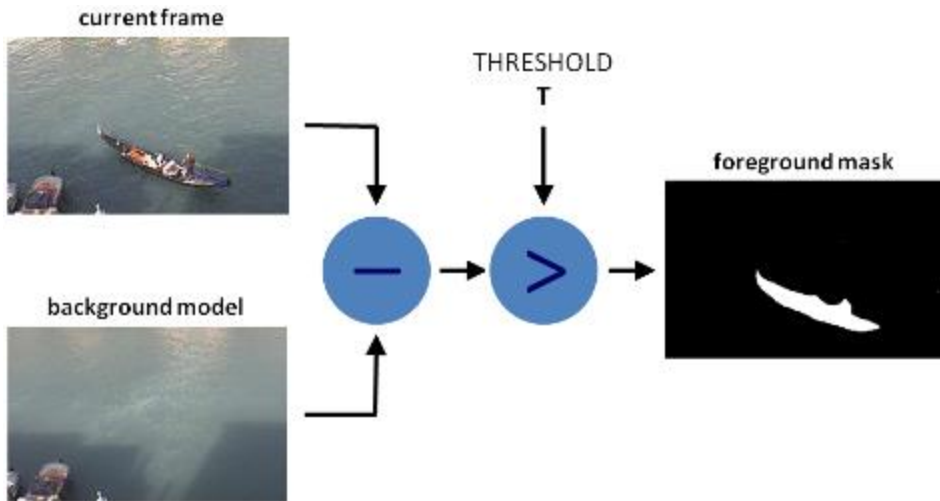 current frame
THRESHOLD
T
foreground mask
−
>
background model